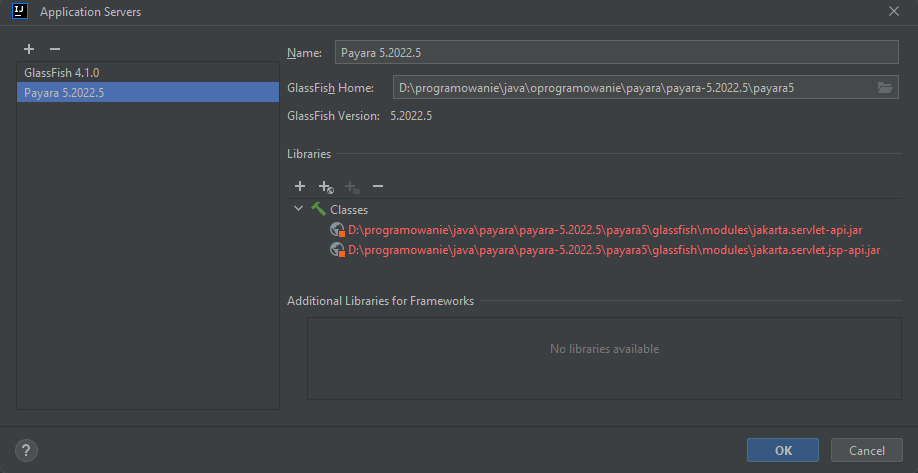 IJ
Application Servers
GlassFish 4.1.0
Payara 5.2022.5
Name:
Payara 5.2022.5
GlassFish Home:
D:\programowanie\java\oprogramowanie\payara\payara-5.2022.5\payara5
GlassFish Version:
5.2022.5
Libraries
Classes
D:\programowanie\java\payara\payara-5.2022.5\payara5\glassfish\modules\jakarta.servlet-api.jar
D:\programowanie\java\payara\payara-5.2022.5\payara5\glassfish\modules\jakarta.servlet.jsp-api.jar
Additional Libraries for Frameworks
No libraries available
?
OK
Cancel